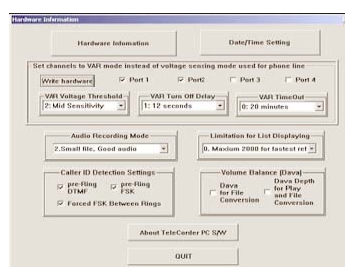 Hardware Information
Hardware Infomation
Date/Time Setting
Set channels to VAR mode instead of voltage sensing mode used for phone line
Write hardware
Port 1
Port2
Port 3
Port 4
VAR Voltage Threshold
VAR Turn Off Delay
VAR TimeOut
2: Mid Sensitivity
1: 12 seconds
0: 20 minutes
Audio Recording Mode
Limitation for List Displaying
2.Small file, Good audio
0. Maxium 2000 for fastest ref
Caller ID Detection Settings
Volume Balance (Dava)
pre-Ring DTMF
pre-Ring FSK
Forced FSK Between Rings
Dava for File Conversion
Dava Depth for Play and File Conversion
About TeleCorder PC S/W
QUIT